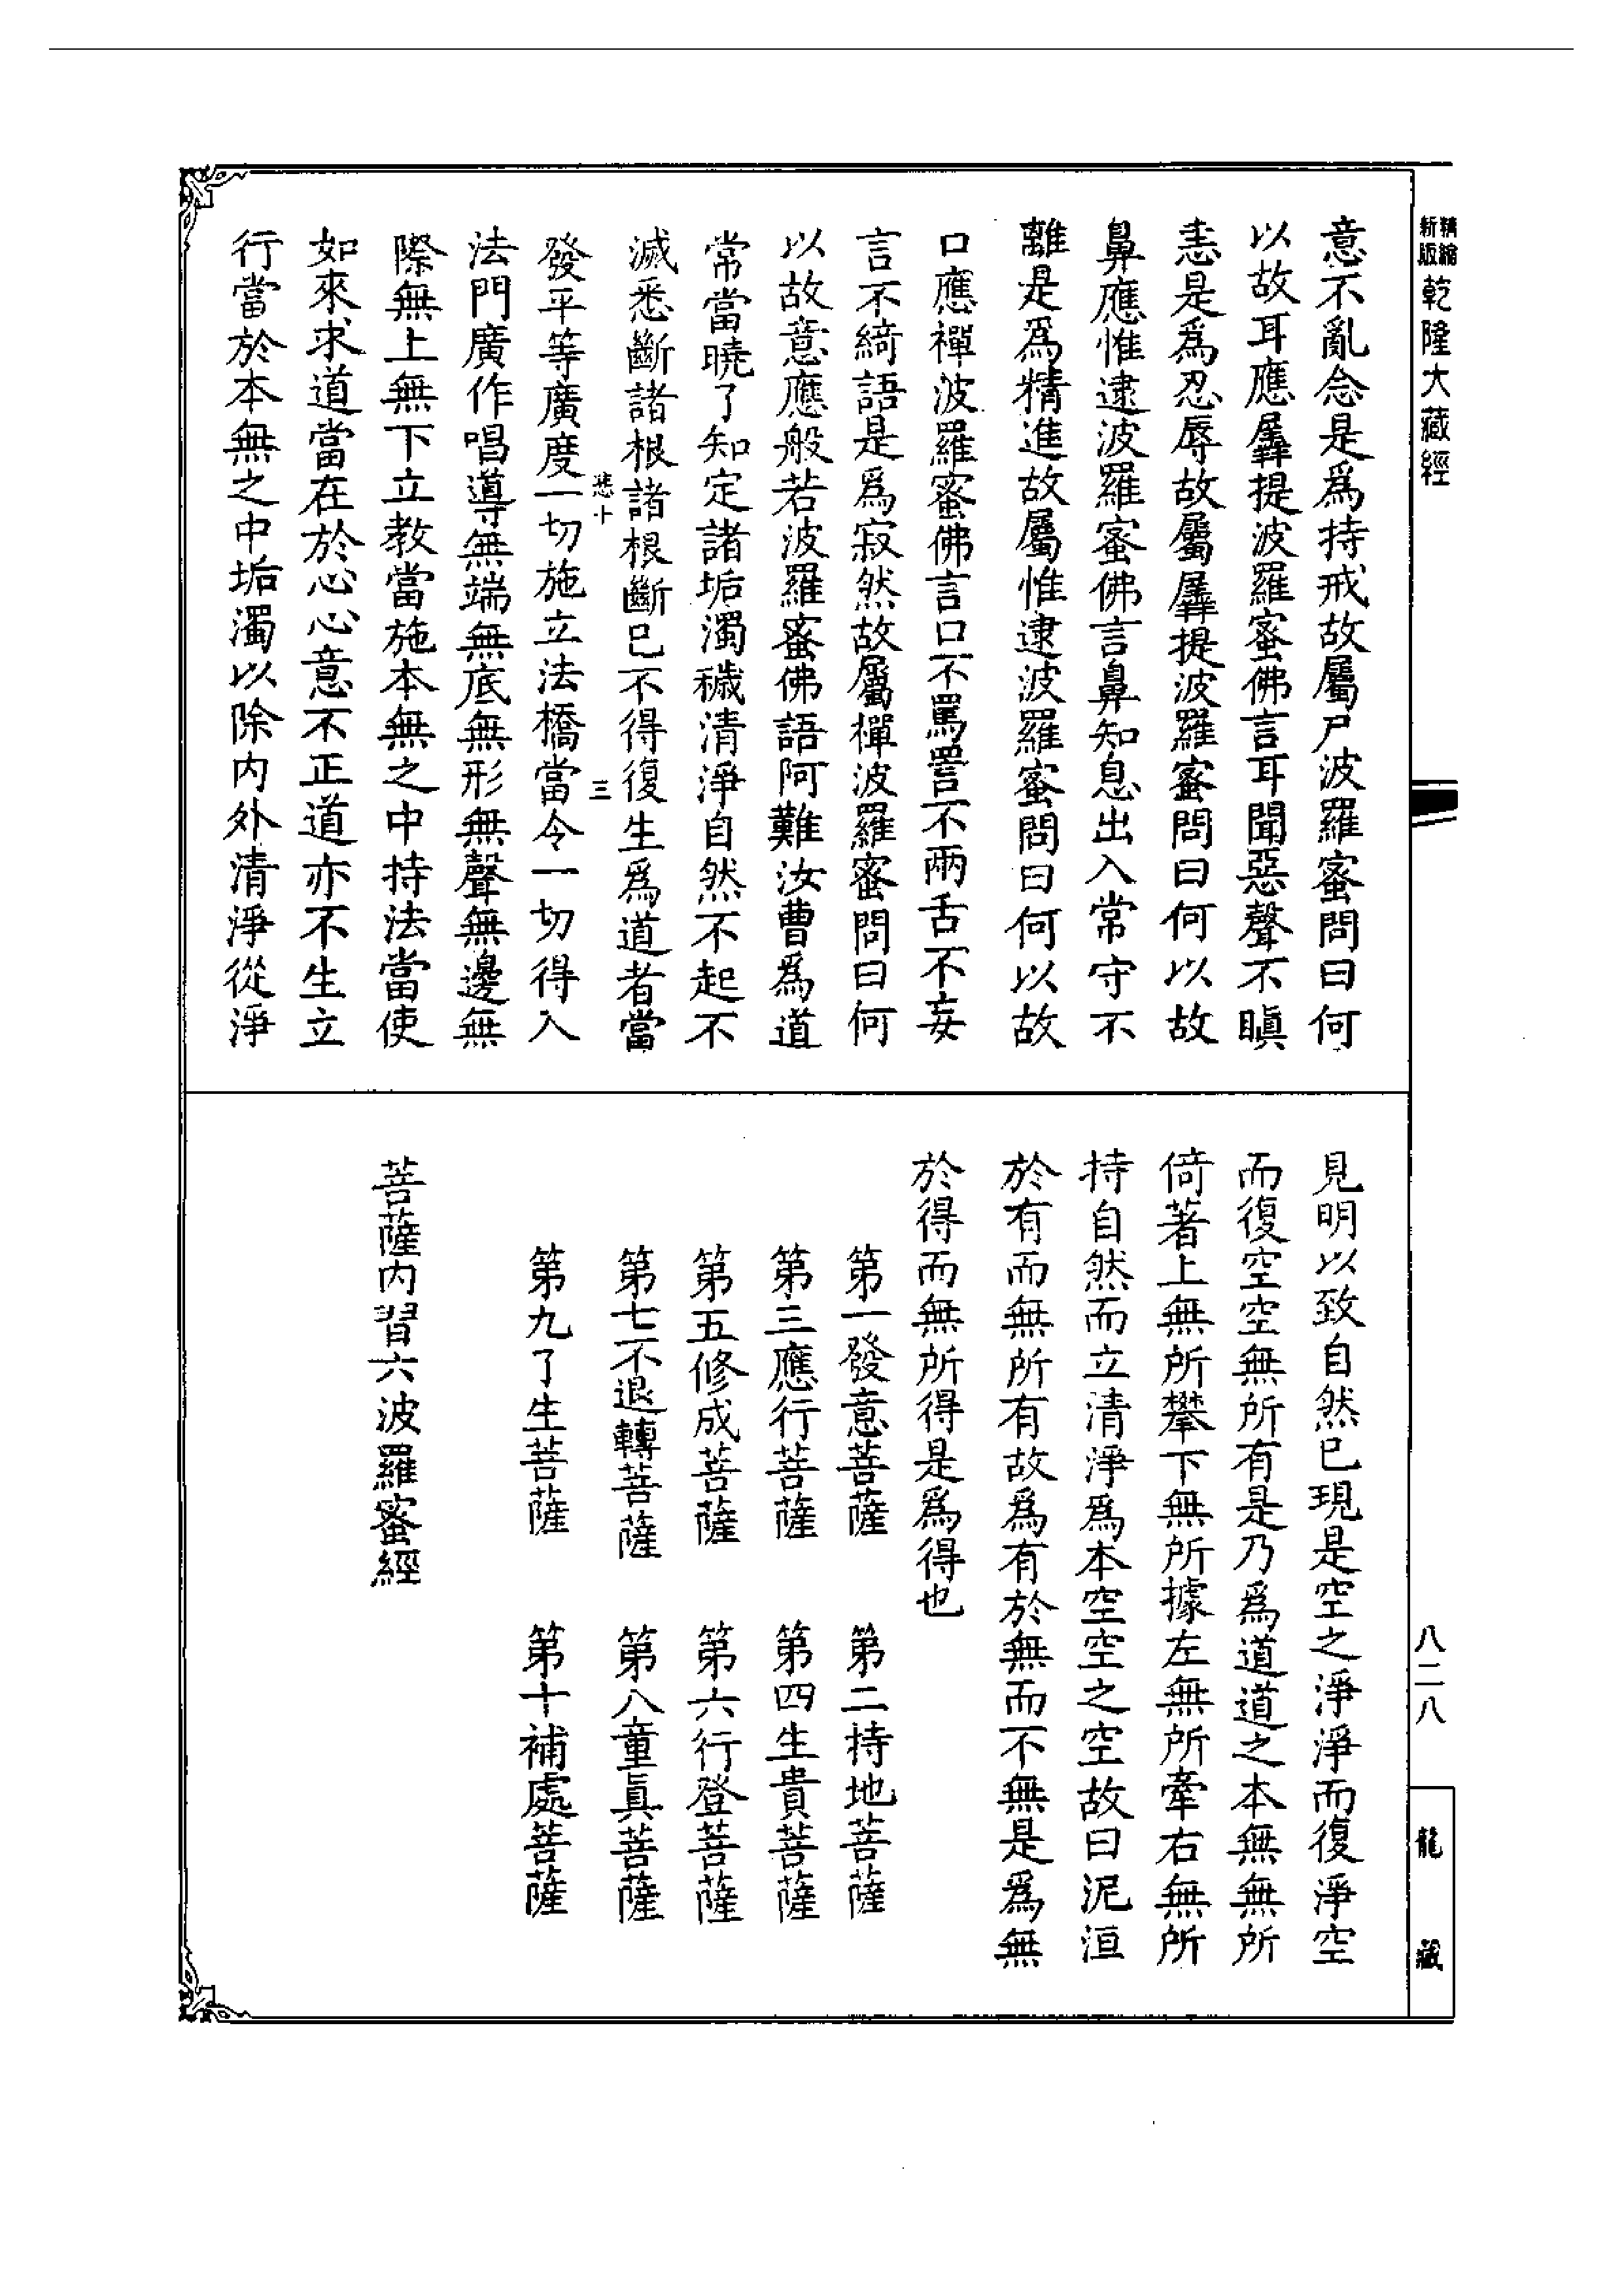 精縮新版乾隆大藏經
意不亂念是爲持戒故屬尸波羅蜜問曰何
以故耳應羼提波羅蜜佛言耳聞惡聲不瞋
恚是爲忍辱故屬羼提波羅蜜問曰何以故
鼻應惟逮波羅蜜佛言鼻知息出入常守不
離是爲精進故屬惟逮波羅蜜問曰何以故
口應禪波羅蜜佛言口不罵詈不兩舌不妄
言不綺語是爲寂然故屬禪波羅蜜問曰何
以故意應般若波羅蜜佛語阿難汝曹爲道
常當曉了知定諸垢濁穢清淨自然不起不
滅悉斷諸根諸根斷已不得復生爲道者當
十 三
發平等廣度一切施立法橋當令一切得入
法門廣作唱導無端無底無形無聲無邊無
際無上無下立教當施本無之中持法當使
如來求道當在於心心意不正道亦不生立
行當於本無之中垢濁以除內外清淨從淨
見明以致自然已現是空之淨淨而復淨空
而復空空無所有是乃爲道道之本無無所
倚著上無所攀下無所據左無所牽右無所
持自然而立清淨爲本空空之空故曰泥洹
於有而無所有故爲有於無而不無是爲無
於得而無所得是爲得也
第一發意菩薩 第二持地菩薩
第三應行菩薩 第四生貴菩薩
第五修成菩薩 第六行登菩薩
第七不退轉菩薩 第八童眞菩薩
第九了生菩薩 第十補處菩薩
菩薩內習六波羅蜜經
八二八
龍藏